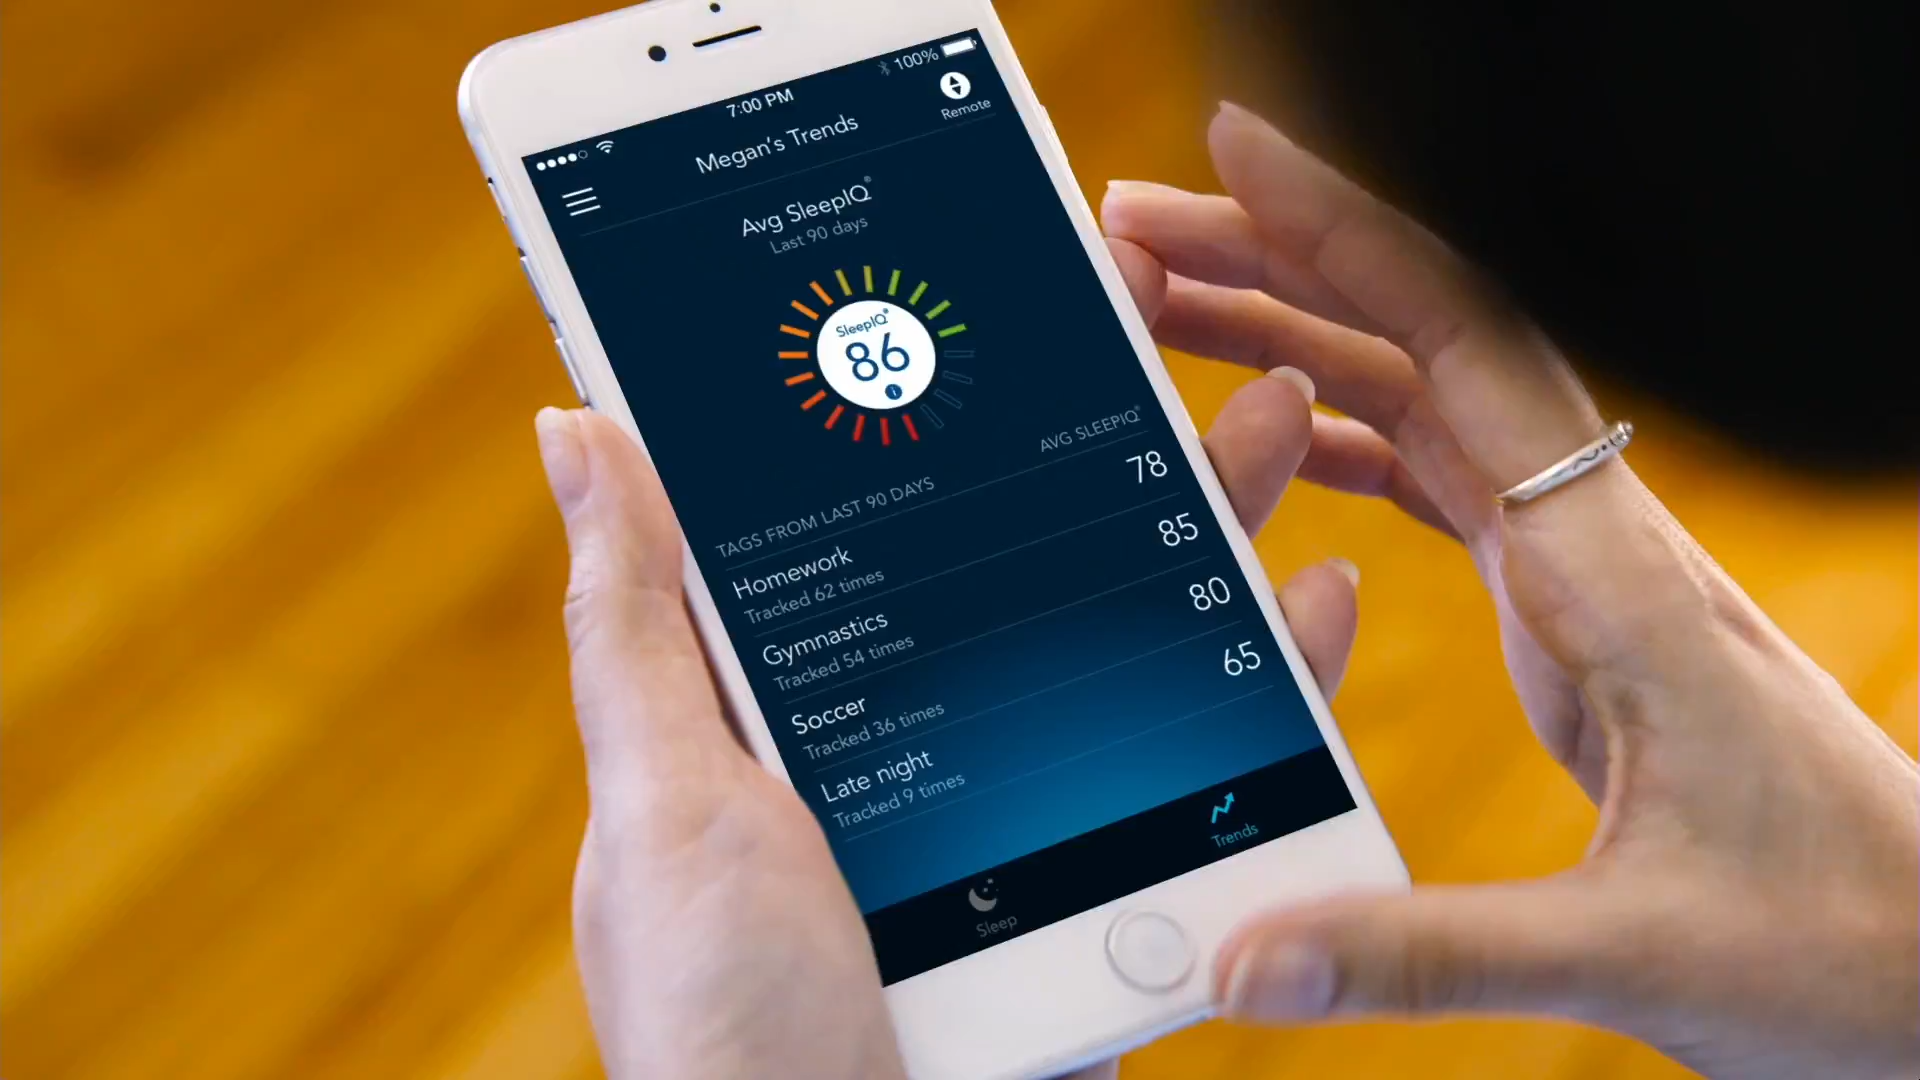 100%
7:00 PM
Remote
Megan's Trends
Avg SleepIQ®
Last 90 days
SleepIQ®
86
i
AVG SLEEPIQ®
TAGS FROM LAST 90 DAYS
Homework 78
Tracked 62 times
Gymnastics 85
Tracked 54 times
Soccer 80
Tracked 36 times
Late night 65
Tracked 9 times
Sleep
Trends